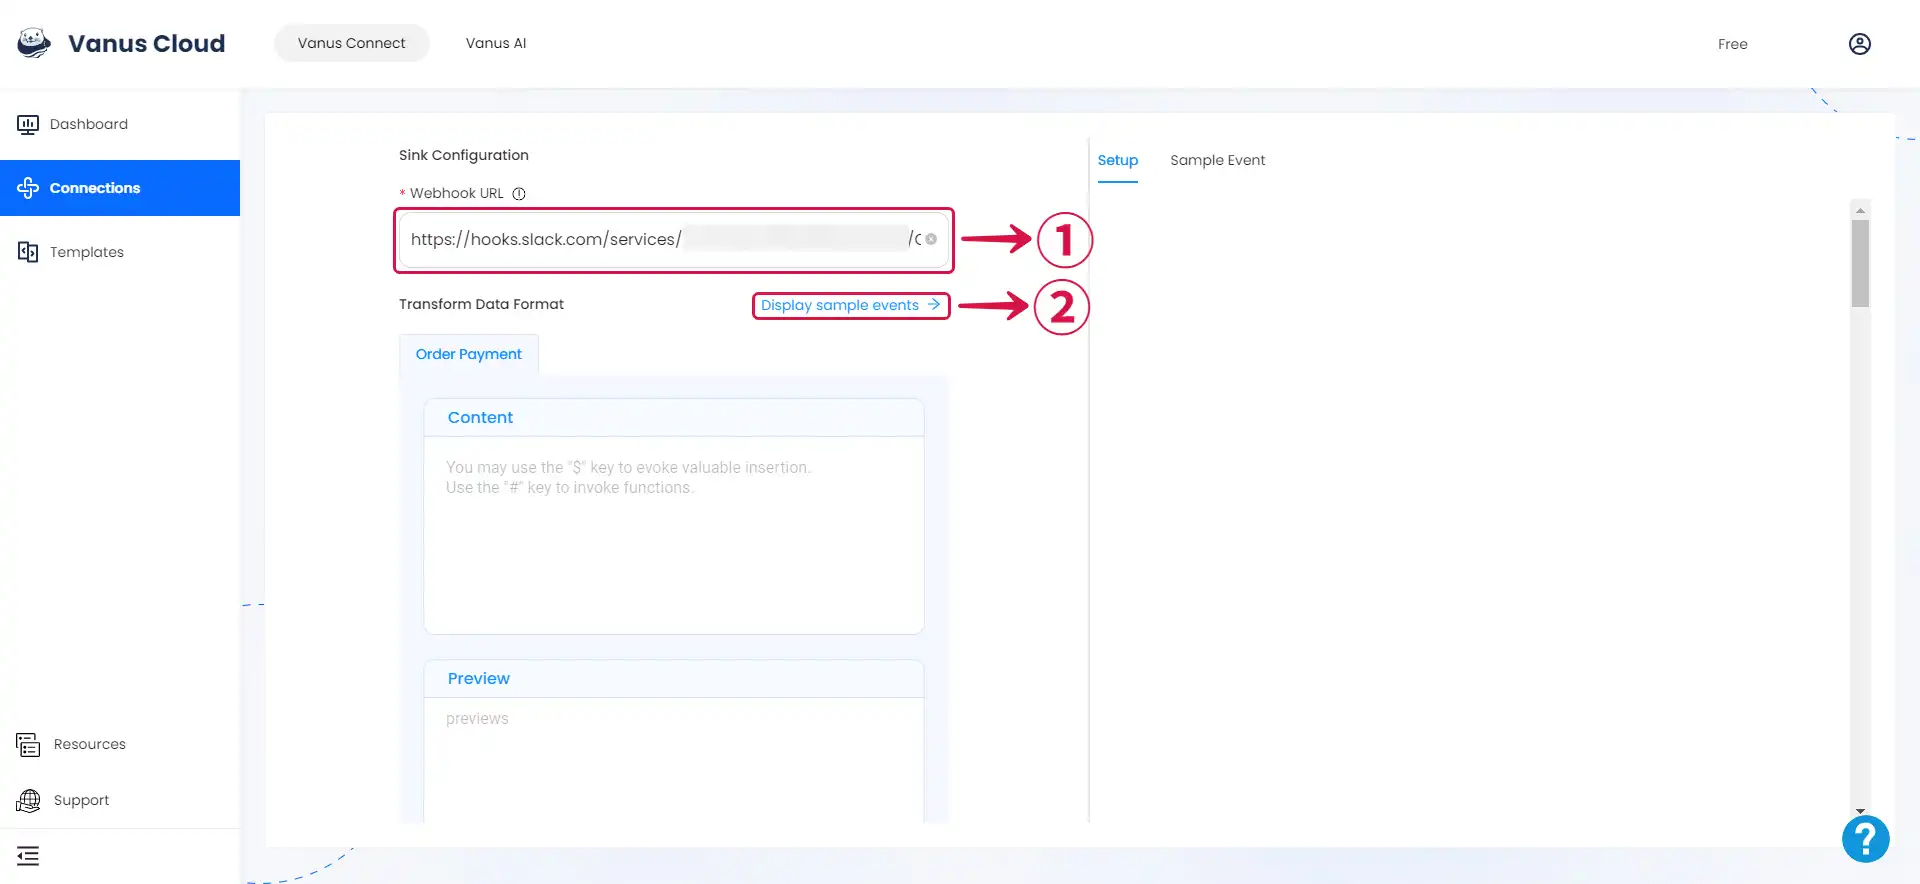 Vanus Cloud
Vanus Connect
Vanus AI
Free
Dashboard
Connections
Templates
Resources
Support
Sink Configuration
* Webhook URL
https://hooks.slack.com/services/
1
Transform Data Format
Display sample events →
2
Order Payment
Content
You may use the "$" key to evoke valuable insertion.
Use the "#" key to invoke functions.
Preview
previews
Setup
Sample Event
?